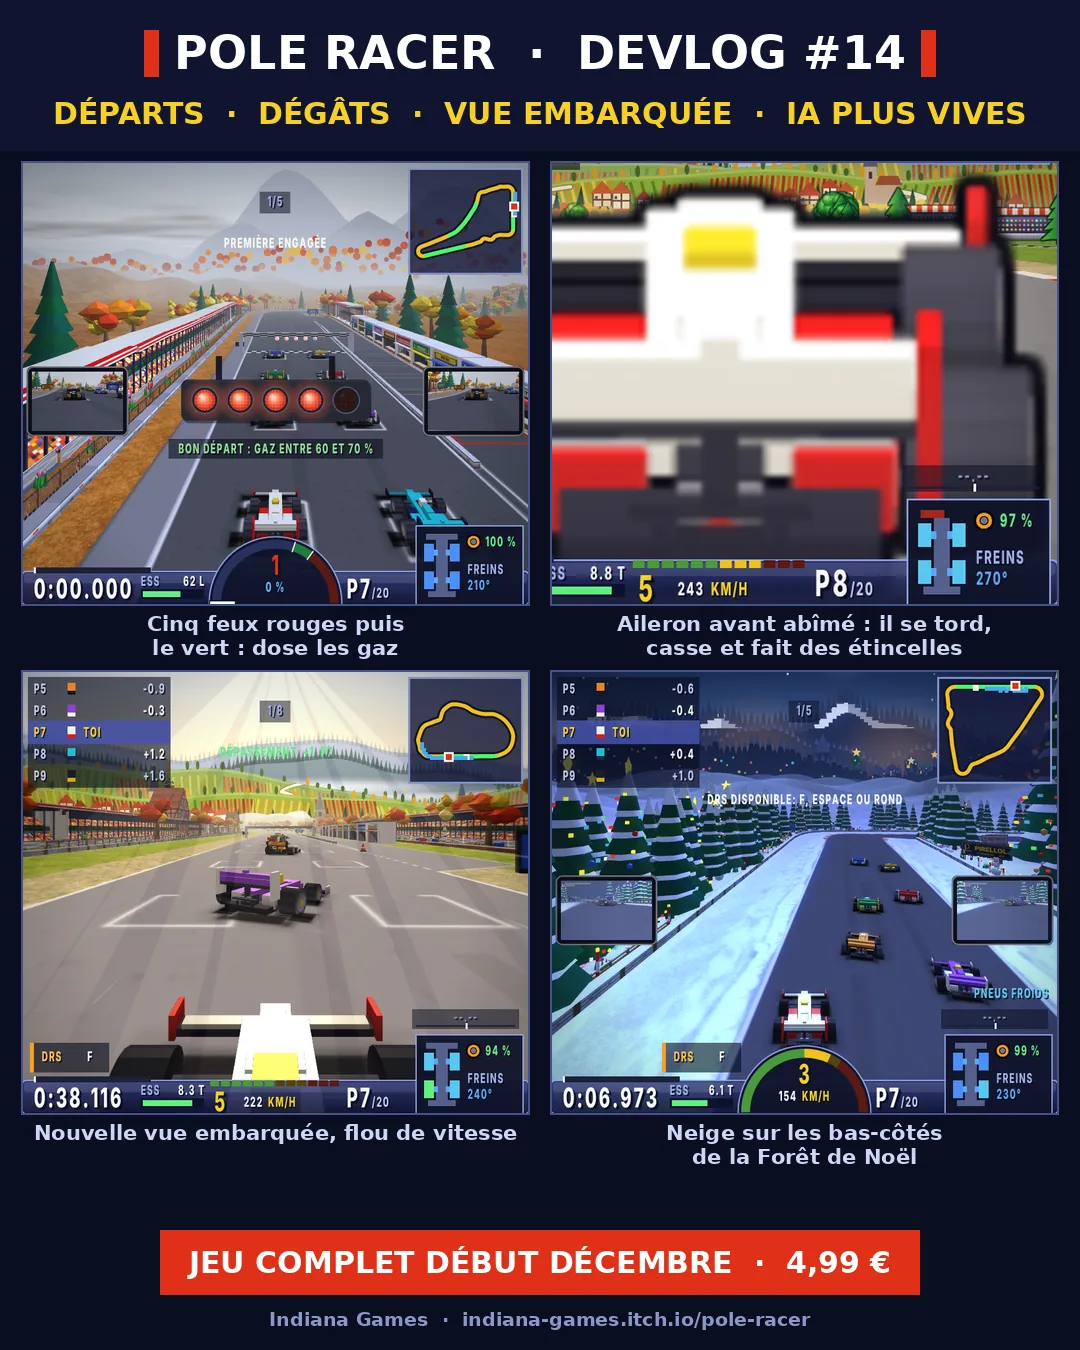 POLE RACER · DEVLOG #14
DÉPARTS · DÉGÂTS · VUE EMBARQUÉE · IA PLUS VIVES
1/5
PREMIÈRE ENGAGÉE
BON DÉPART : GAZ ENTRE 60 ET 70 %
100 %
FREINS
210°
1
0 %
0:00.000
ESS 62 L
P7/20
Cinq feux rouges puis
le vert : dose les gaz
--.--
97 %
FREINS
270°
SS 8.8 T
5
243 KM/H
P8/20
Aileron avant abîmé : il se tord,
casse et fait des étincelles
P5 -0.9
P6 -0.3
P7 TOI
P8 +1.2
P9 +1.6
1/8
--.--
DRS F
94 %
FREINS
240°
0:38.116
ESS 8.3 T
5
222 KM/H
P7/20
Nouvelle vue embarquée, flou de vitesse
P5 -0.6
P6 -0.4
P7 TOI
P8 +0.4
P9 +1.0
1/5
DRS DISPONIBLE: F, ESPACE OU ROND
PIRELLOL
PNEUS FROIDS
--.--
DRS F
99 %
FREINS
230°
3
154 KM/H
0:06.973
ESS 6.1 T
P7/20
Neige sur les bas-côtés
de la Forêt de Noël
JEU COMPLET DÉBUT DÉCEMBRE · 4,99 €
Indiana Games · indiana-games.itch.io/pole-racer